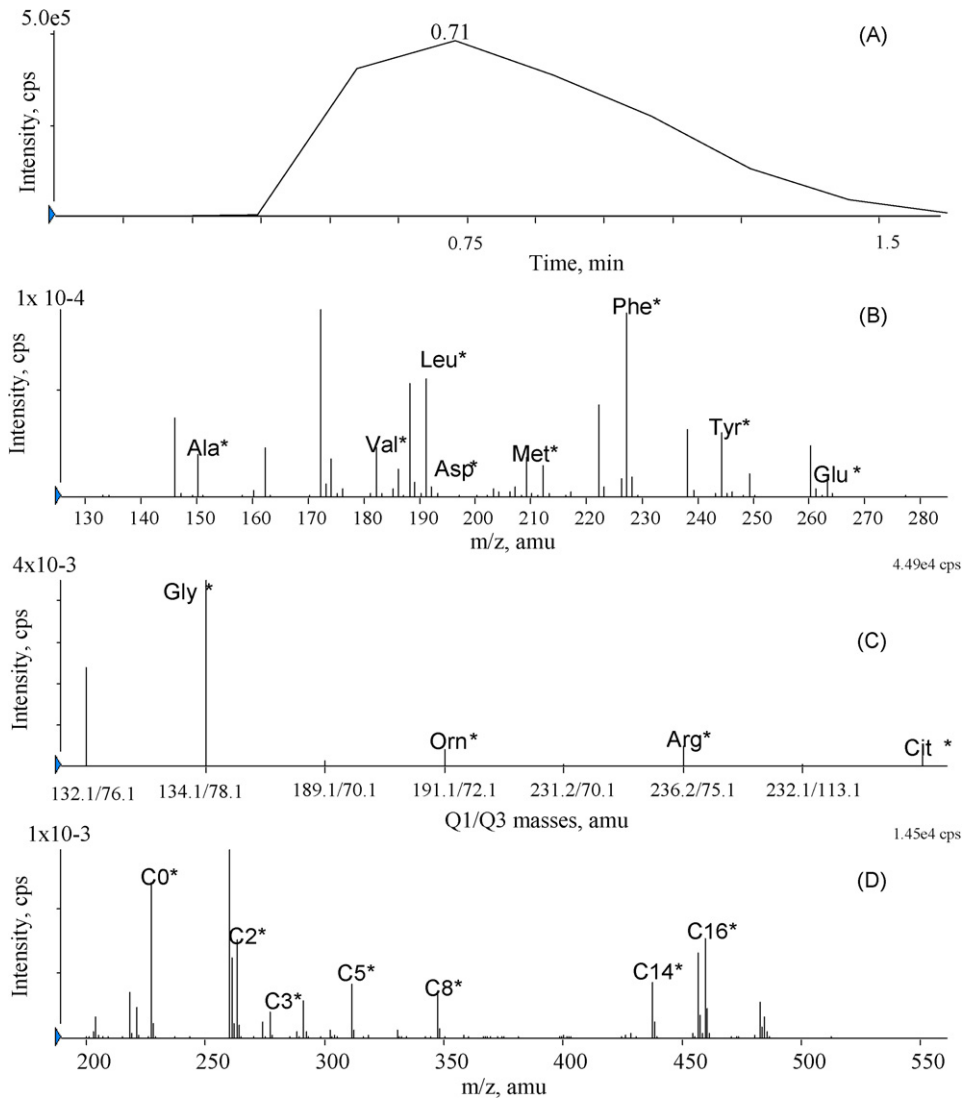 5.0e5
0.71
(A)
Intensity, cps
0.75
1.5
Time, min
1x 10-4
Phe*
(B)
Intensity, cps
Leu*
Ala*
Val*
Asp*
Met*
Tyr*
Glu*
130 140 150 160 170 180 190 200 210 220 230 240 250 260 270 280
m/z, amu
4x10-3
4.49e4 cps
Gly *
Intensity, cps
(C)
Orn*
Arg*
Cit *
132.1/76.1 134.1/78.1 189.1/70.1 191.1/72.1 231.2/70.1 236.2/75.1 232.1/113.1
Q1/Q3 masses, amu
1x10-3
1.45e4 cps
Intensity, cps
C0*
(D)
C2*
C16*
C3*
C5*
C8*
C14*
200 250 300 350 400 450 500 550
m/z, amu